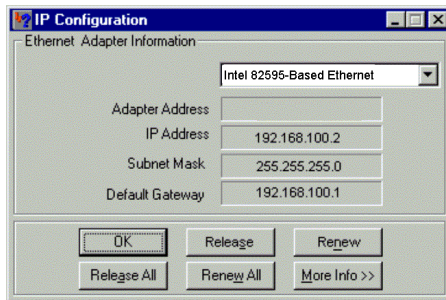 IP Configuration
Ethernet Adapter Information
Intel 82595-Based Ethernet
Adapter Address
IP Address 192.168.100.2
Subnet Mask 255.255.255.0
Default Gateway 192.168.100.1
OK Release Renew
Release All Renew All More Info >>